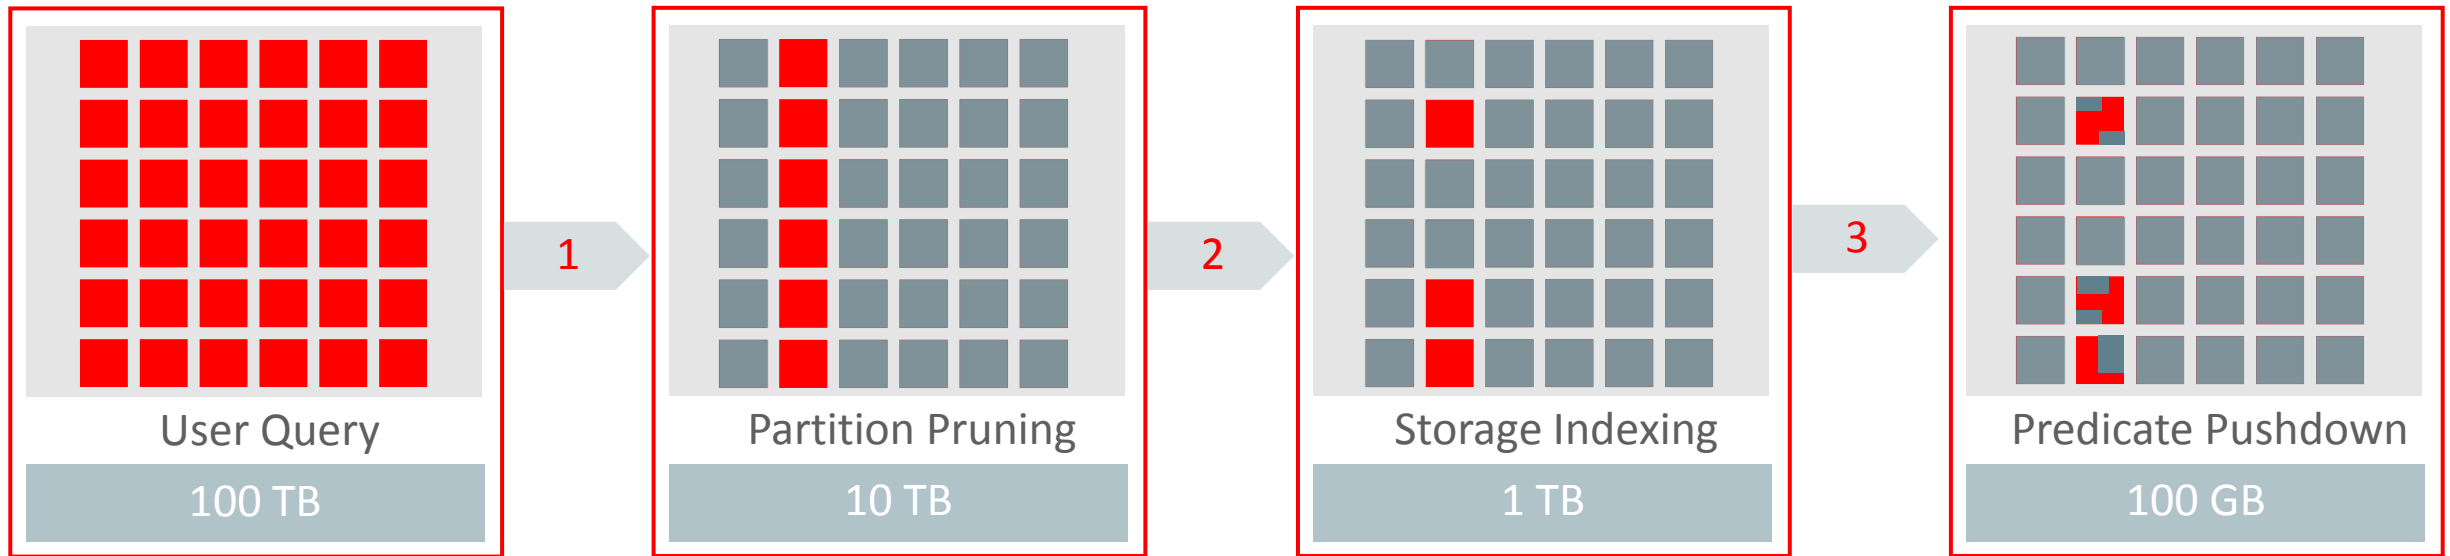 User Query
100 TB
1
Partition Pruning
10 TB
2
Storage Indexing
1 TB
3
Predicate Pushdown
100 GB